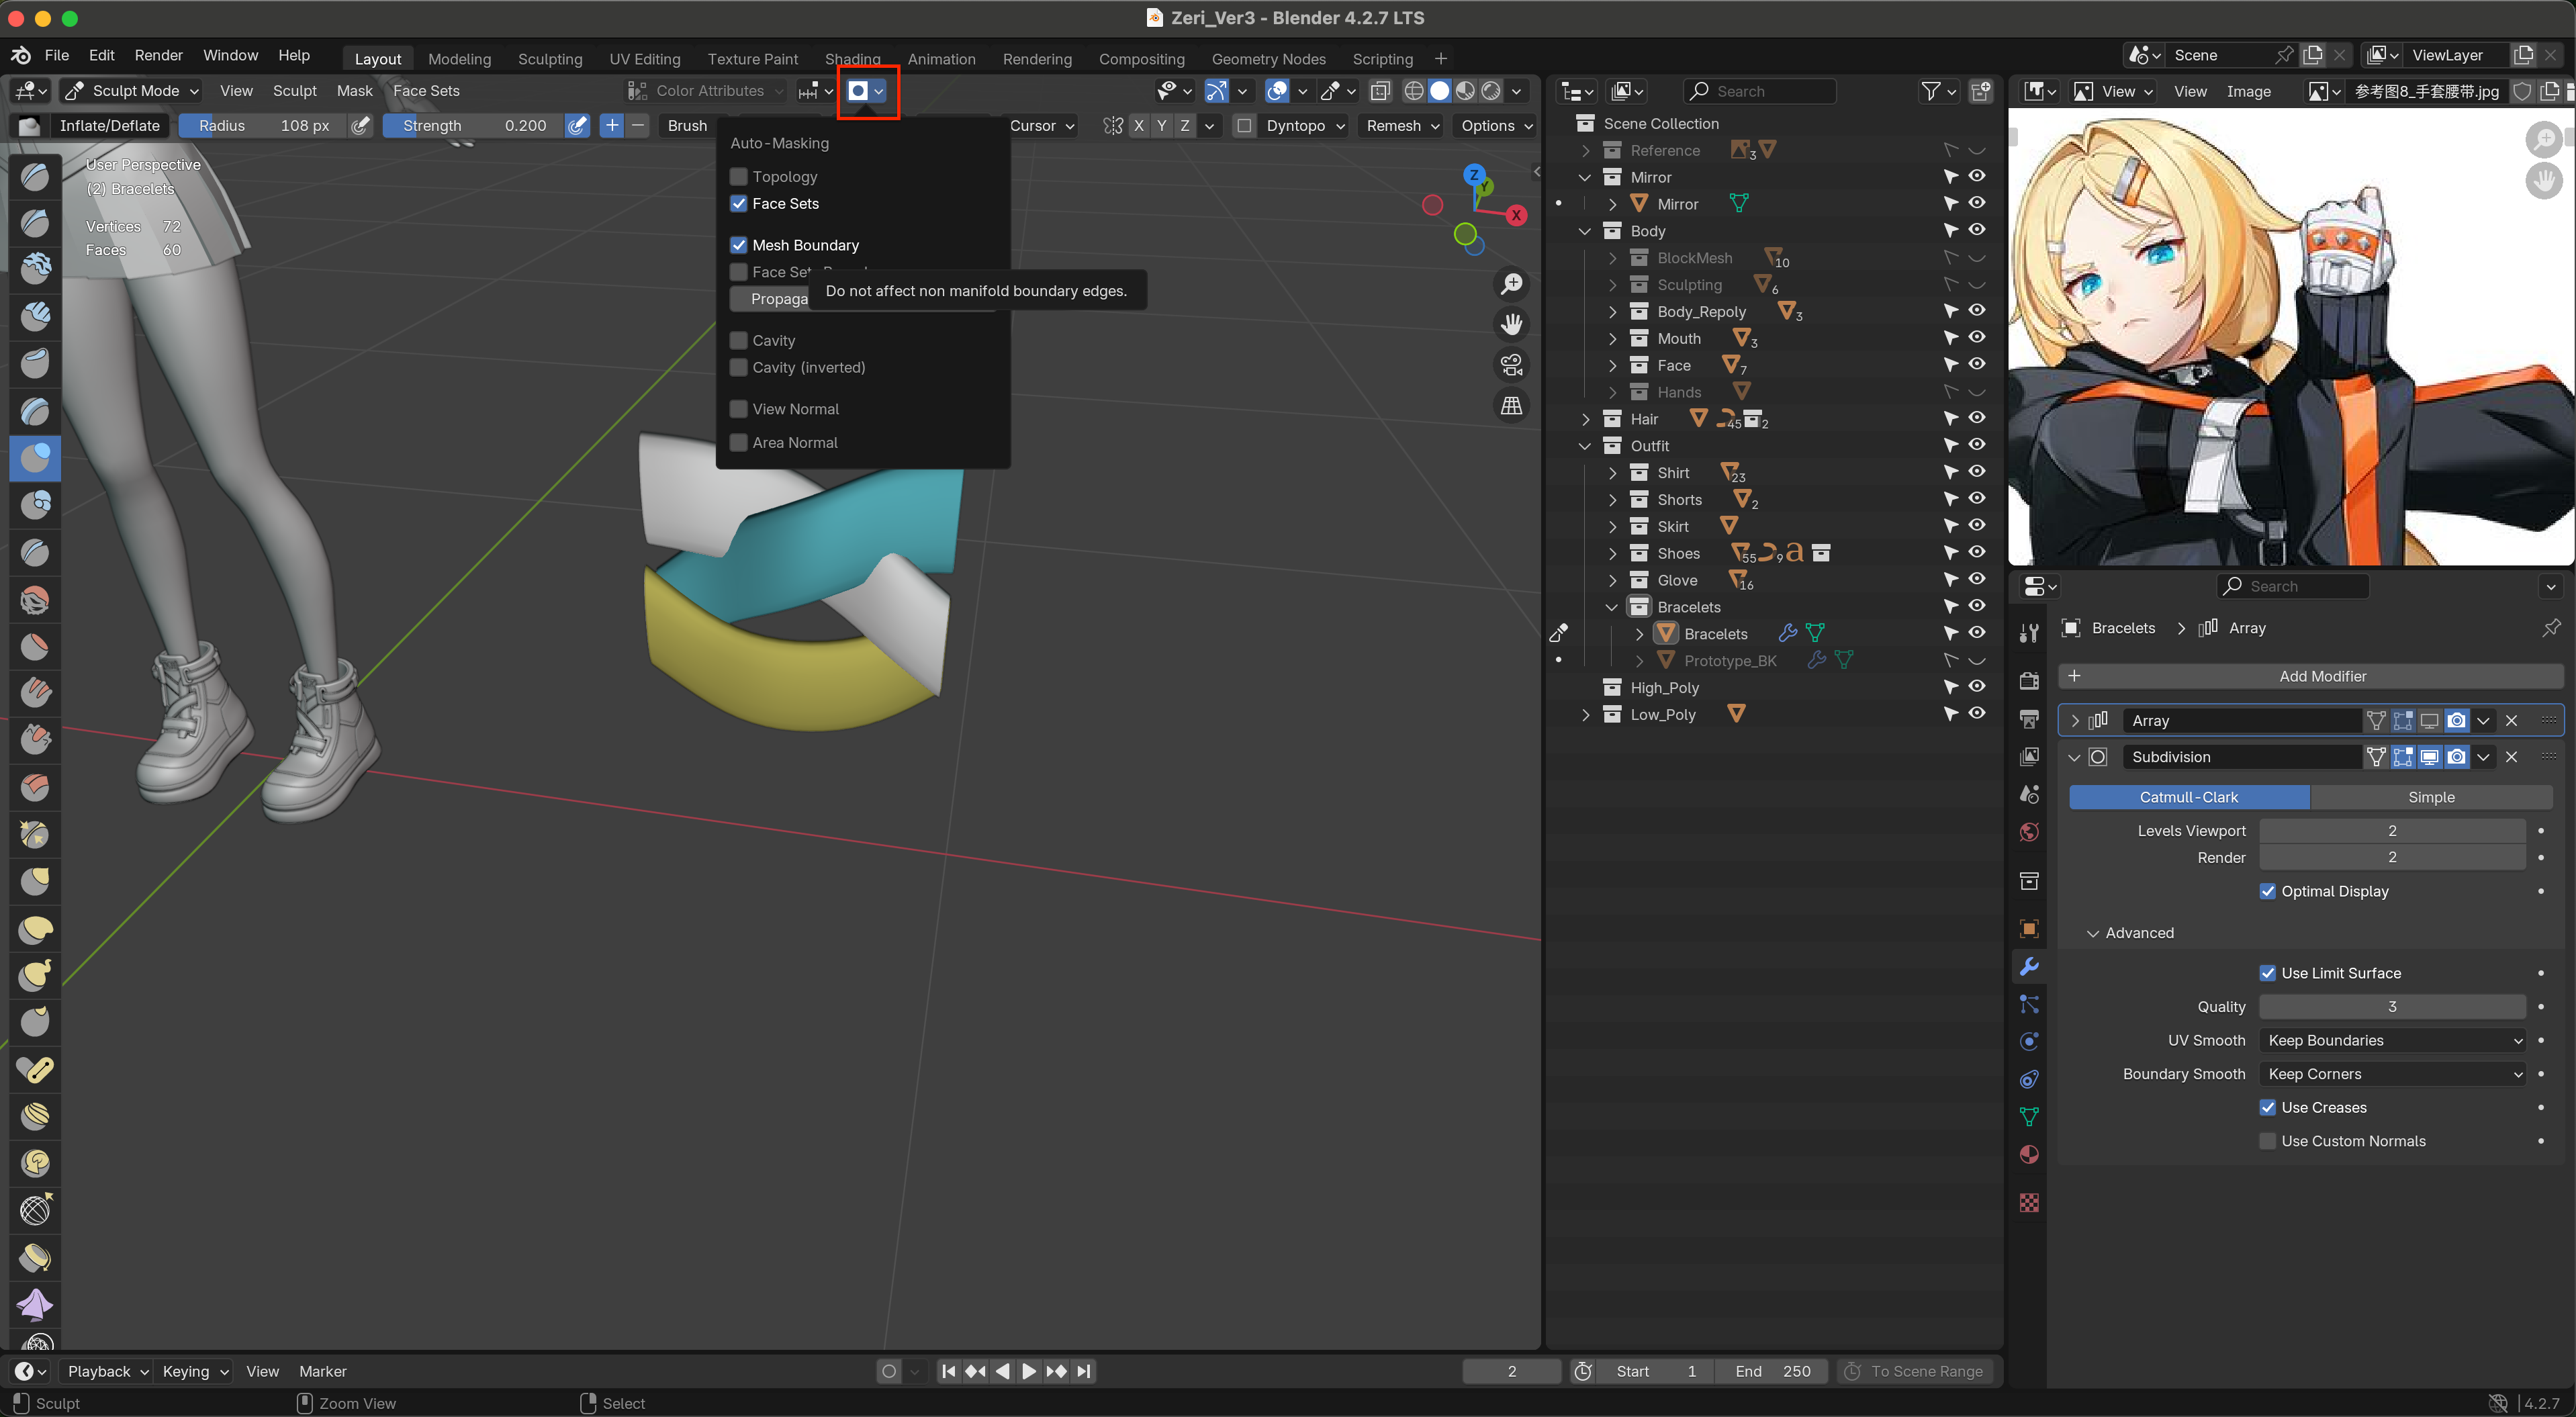 Zeri_Ver3 - Blender 4.2.7 LTS
File Edit Render Window Help Layout Modeling Sculpting UV Editing Texture Paint Shading Animation Rendering Compositing Geometry Nodes Scripting Scene ViewLayer
Sculpt Mode View Sculpt Mask Face Sets Color Attributes Search View View Image 参考图8_手套腰带.jpg
Inflate/Deflate Radius 108 px Strength 0.200 Brush Cursor X Y Z Dyntopo Remesh Options
User Perspective
(2) Bracelets
Vertices 72
Faces 60
Auto-Masking
Topology
Face Sets
Mesh Boundary
Face Set
Propaga
Do not affect non manifold boundary edges.
Cavity
Cavity (inverted)
View Normal
Area Normal
Z
Y
X
Scene Collection
Reference 3
Mirror
Mirror
Body
BlockMesh 10
Sculpting 6
Body_Repoly 3
Mouth 3
Face 7
Hands
Hair 45 2
Outfit
Shirt 23
Shorts 2
Skirt
Shoes 55 9
Glove 16
Bracelets
Bracelets
Prototype_BK
High_Poly
Low_Poly
Search
Bracelets Array
Add Modifier
Array
Subdivision
Catmull-Clark Simple
Levels Viewport 2
Render 2
Optimal Display
Advanced
Use Limit Surface
Quality 3
UV Smooth Keep Boundaries
Boundary Smooth Keep Corners
Use Creases
Use Custom Normals
Playback Keying View Marker 2 Start 1 End 250 To Scene Range
Sculpt Zoom View Select 4.2.7